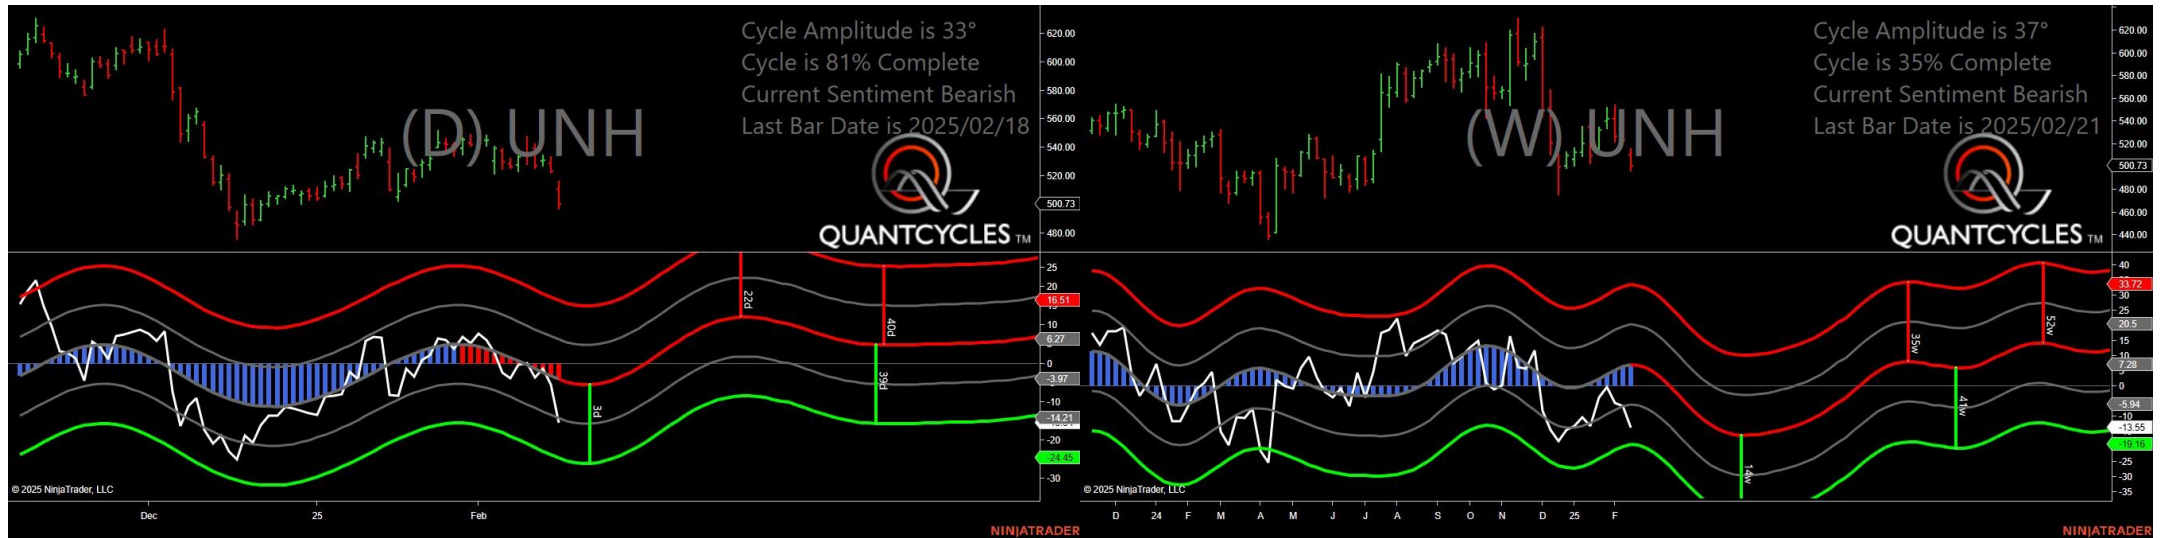 Cycle Amplitude is 33°
Cycle is 81% Complete
Current Sentiment Bearish
Last Bar Date is 2025/02/18
(D) UNH
QUANTCYCLES TM
620.00
600.00
580.00
560.00
540.00
520.00
500.73
480.00
25
20
16.51
10
6.27
0
-3.97
-10
-14.21
-20
-24.45
-30
22d
40d
39d
3d
© 2025 NinjaTrader, LLC
Dec
25
Feb
NINJATRADER
Cycle Amplitude is 37°
Cycle is 35% Complete
Current Sentiment Bearish
Last Bar Date is 2025/02/21
(W) UNH
QUANTCYCLES TM
620.00
600.00
580.00
560.00
540.00
520.00
500.73
480.00
460.00
440.00
40
33.72
30
25
20.5
15
10
7.28
0
-5.94
-10
-13.55
-19.16
-25
-30
-35
35w
52w
41w
14w
© 2025 NinjaTrader, LLC
D
24
F
M
A
M
J
J
A
S
O
N
D
25
F
NINJATRADER